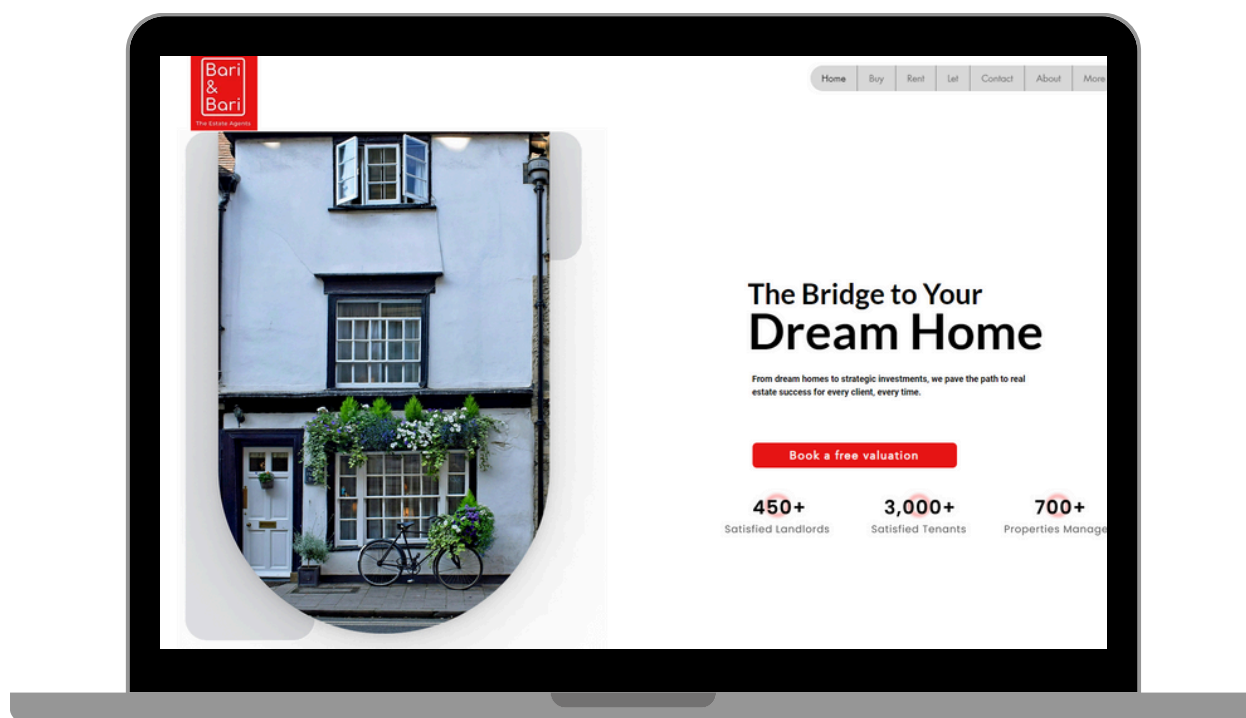 Bari
&
Bari
The Estate Agents
Home Buy Rent Let Contact About More
The Bridge to Your
Dream Home
From dream homes to strategic investments, we pave the path to real
estate success for every client, every time.
Book a free valuation
450+ 3,000+ 700+
Satisfied Landlords Satisfied Tenants Properties Manage